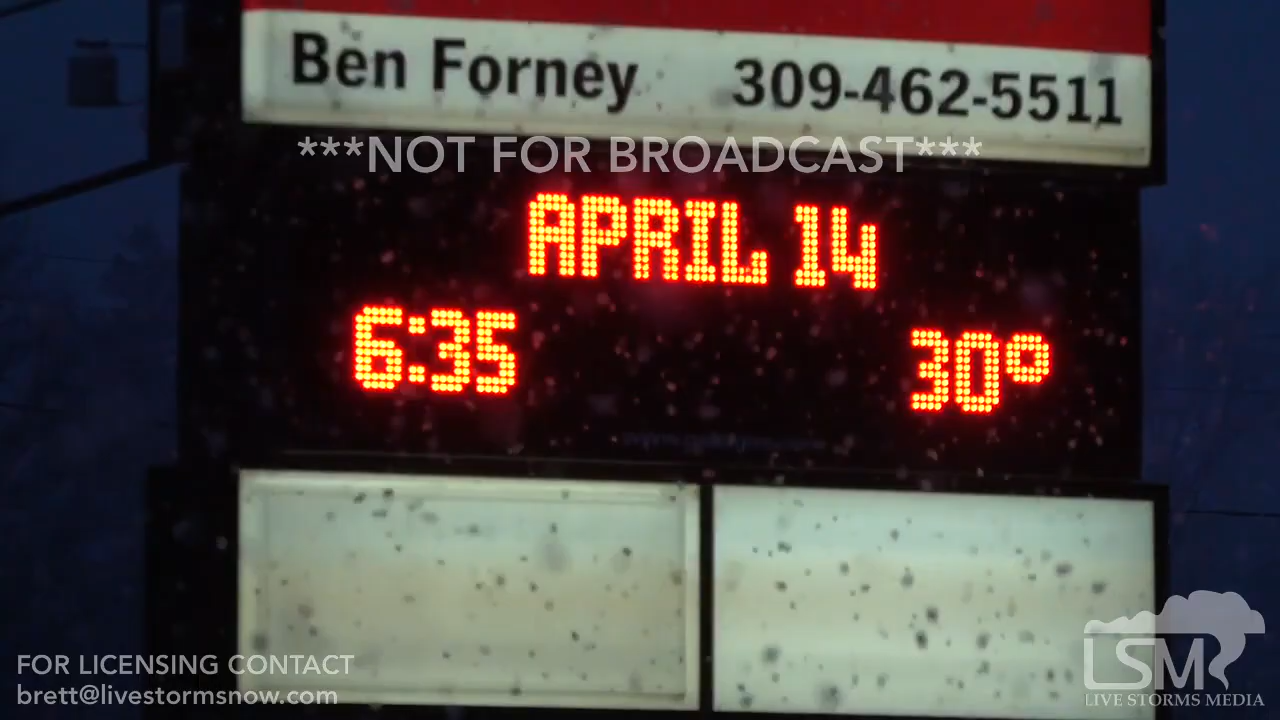 Ben Forney 309-462-5511
***NOT FOR BROADCAST***
APRIL 14
6:35 30°
FOR LICENSING CONTACT
brett@livestormsnow.com
LSM
LIVE STORMS MEDIA